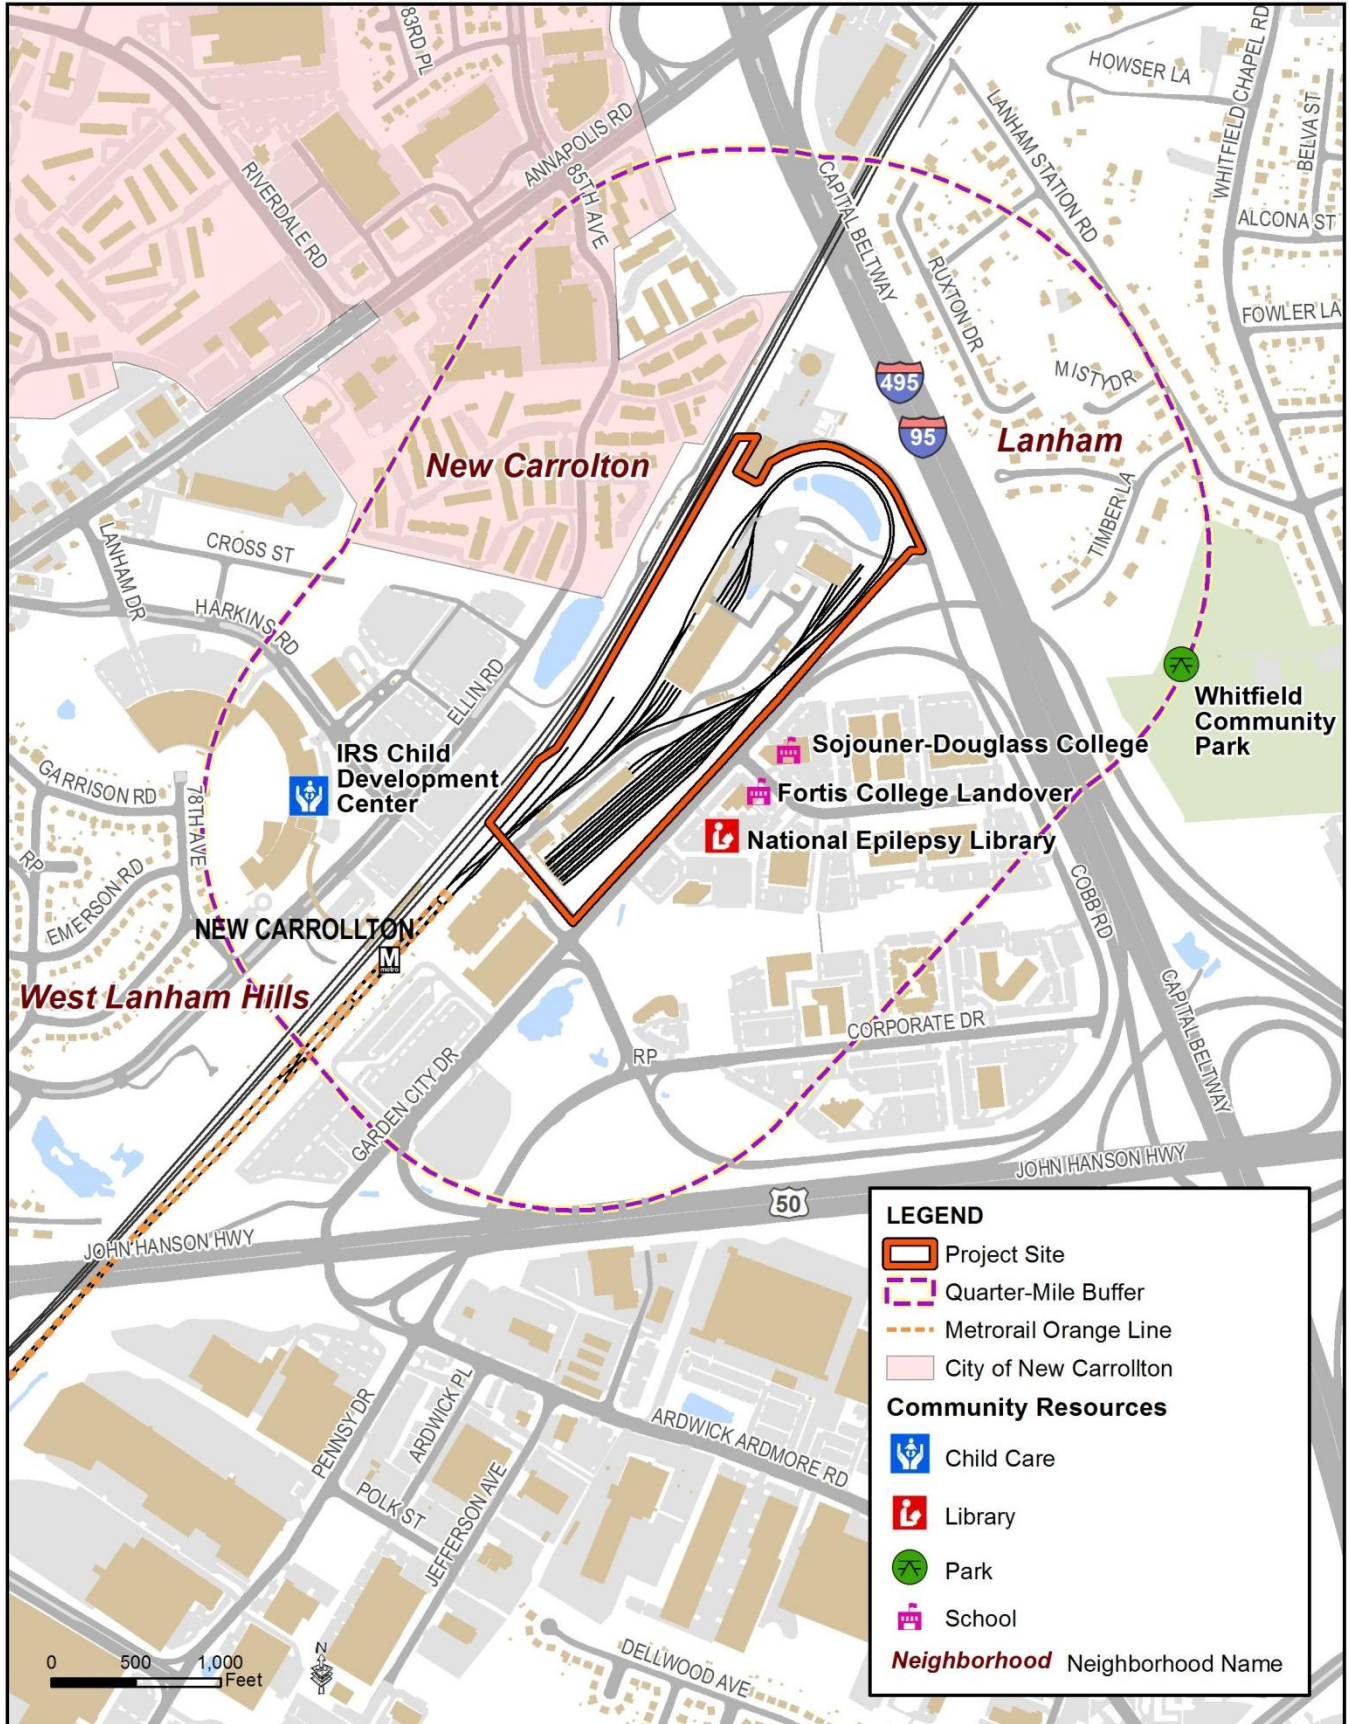 83RD PL
HOWSER LA
WHITFIELD CHAPEL RD
LANHAM STATION RD
BELVA ST
ANNAPOLIS RD
85TH AVE
RIVERDALE RD
CAPITAL BELTWAY
ALCONA ST
RUXTON DR
FOWLER LA
MISTYDR
495
95
Lanham
New Carrolton
TIMBER LA
LANHAM DR
CROSS ST
HARKINS RD
ELLIN RD
Whitfield
Community
Park
IRS Child
Development
Center
Sojouner-Douglass College
Fortis College Landover
National Epilepsy Library
GARRISON RD
78TH AVE
RP
EMERSON RD
COBB RD
NEW CARROLLTON
M
metro
West Lanham Hills
CAPITAL BELTWAY
CORPORATE DR
RP
GARDEN CITY DR
JOHN HANSON HWY
50
JOHN HANSON HWY
LEGEND
Project Site
Quarter-Mile Buffer
Metrorail Orange Line
City of New Carrollton
Community Resources
Child Care
Library
Park
School
Neighborhood Neighborhood Name
PENNSY DR
ARDWICK PL
ARDWICK ARDMORE RD
POLK ST
JEFFERSON AVE
DELLWOOD AVE
0 500 1,000
Feet
N